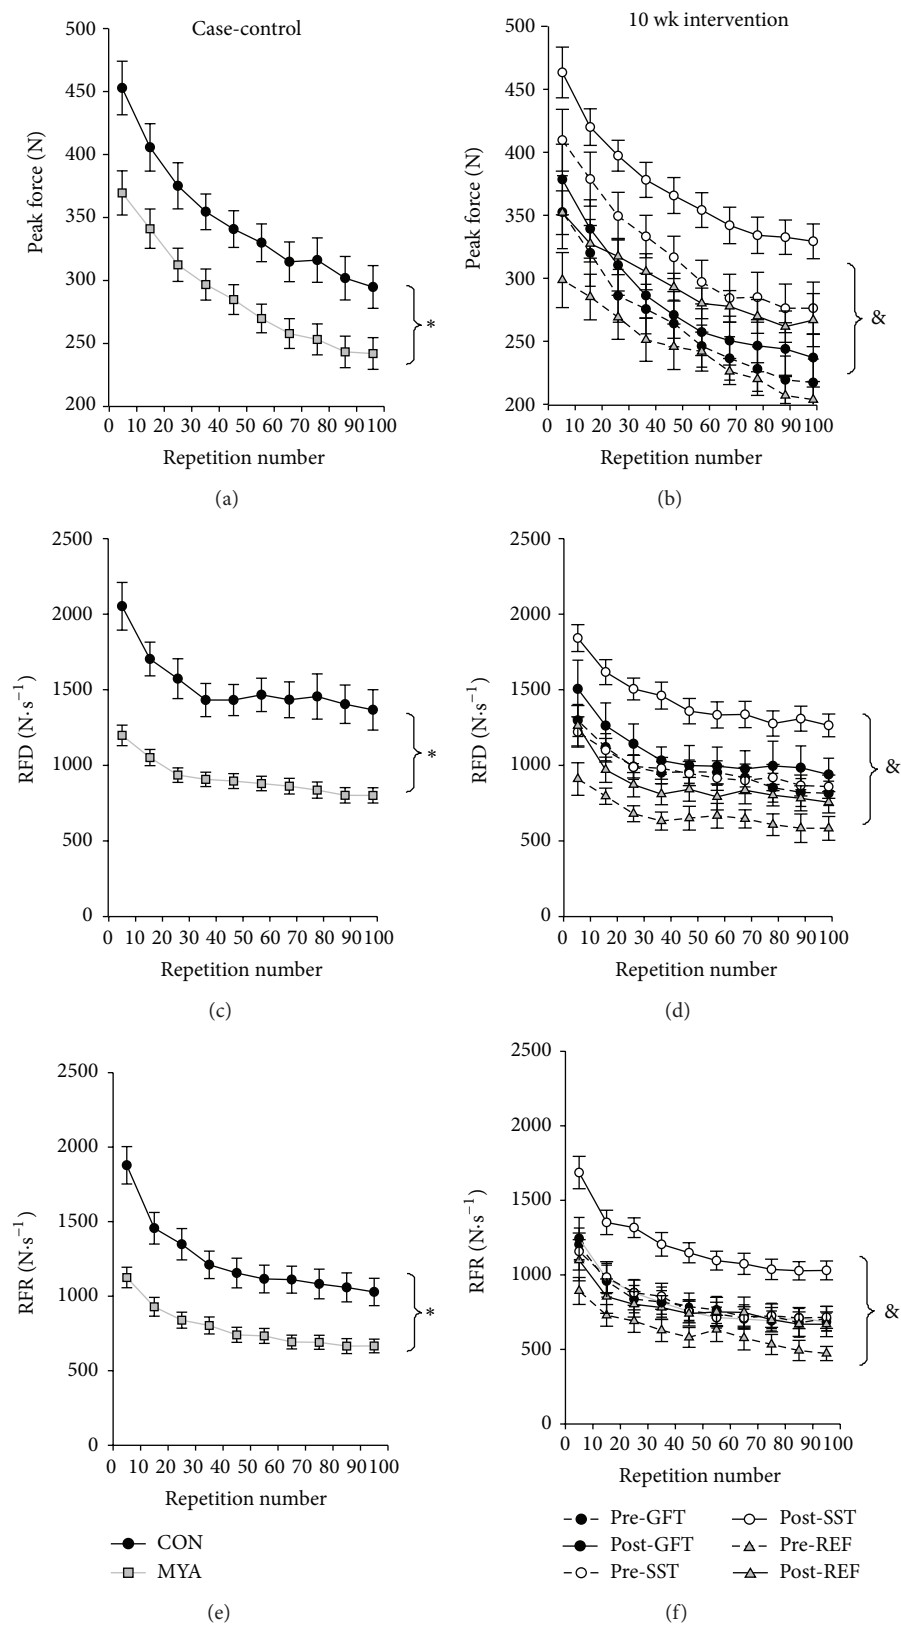 Case-control
500
450
400
350
300
250
200
Peak force (N)
0 10 20 30 40 50 60 70 80 90 100
Repetition number
*
(a)
10 wk intervention
500
450
400
350
300
250
200
Peak force (N)
0 10 20 30 40 50 60 70 80 90 100
Repetition number
&
(b)
2500
2000
1500
1000
500
0
RFD (N·s⁻¹)
0 10 20 30 40 50 60 70 80 90 100
Repetition number
*
(c)
2500
2000
1500
1000
500
0
RFD (N·s⁻¹)
0 10 20 30 40 50 60 70 80 90 100
Repetition number
&
(d)
2500
2000
1500
1000
500
0
RFR (N·s⁻¹)
0 10 20 30 40 50 60 70 80 90 100
Repetition number
*
CON
MYA
(e)
2500
2000
1500
1000
500
0
RFR (N·s⁻¹)
0 10 20 30 40 50 60 70 80 90 100
Repetition number
&
Pre-GFT
Post-GFT
Pre-SST
Post-SST
Pre-REF
Post-REF
(f)